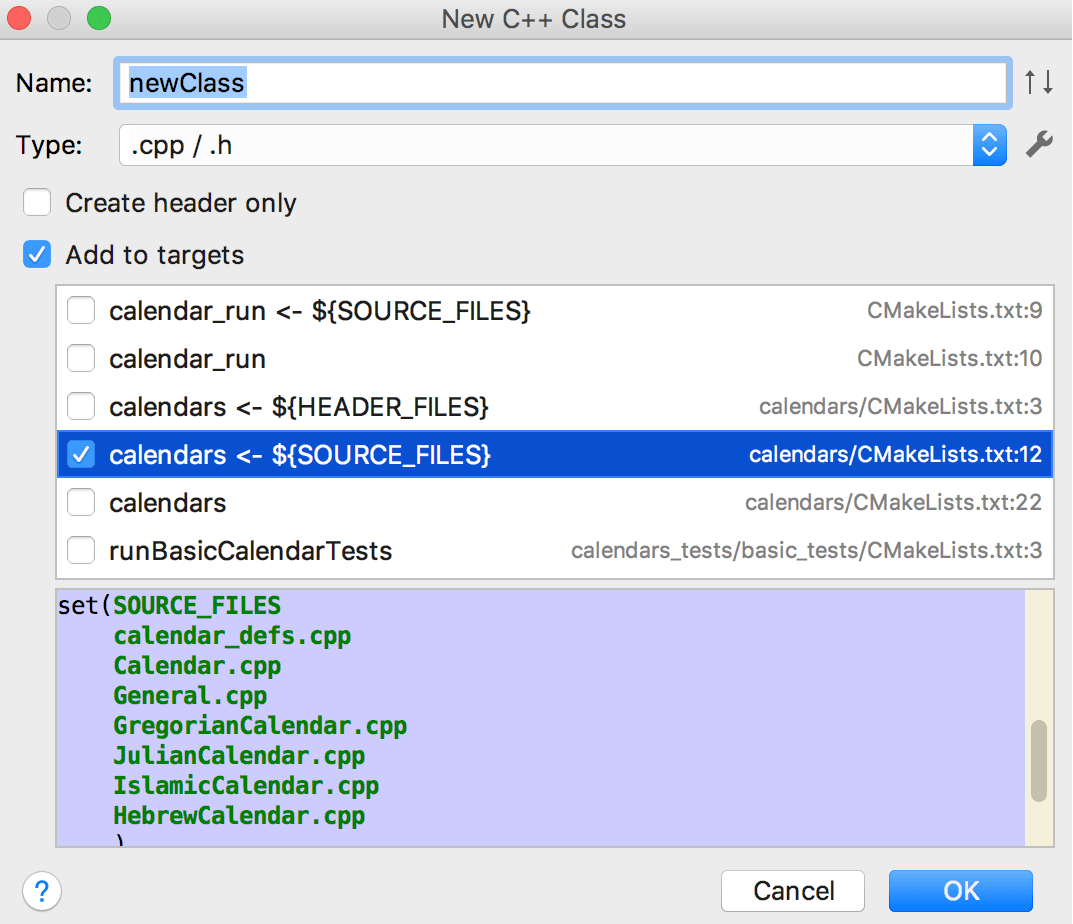 New C++ Class
Name: newClass ↑↓
Type: .cpp / .h
Create header only
Add to targets
calendar_run <- ${SOURCE_FILES} CMakeLists.txt:9
calendar_run CMakeLists.txt:10
calendars <- ${HEADER_FILES} calendars/CMakeLists.txt:3
calendars <- ${SOURCE_FILES} calendars/CMakeLists.txt:12
calendars calendars/CMakeLists.txt:22
runBasicCalendarTests calendars_tests/basic_tests/CMakeLists.txt:3
set(SOURCE_FILES
calendar_defs.cpp
Calendar.cpp
General.cpp
GregorianCalendar.cpp
JulianCalendar.cpp
IslamicCalendar.cpp
HebrewCalendar.cpp
)
? Cancel OK